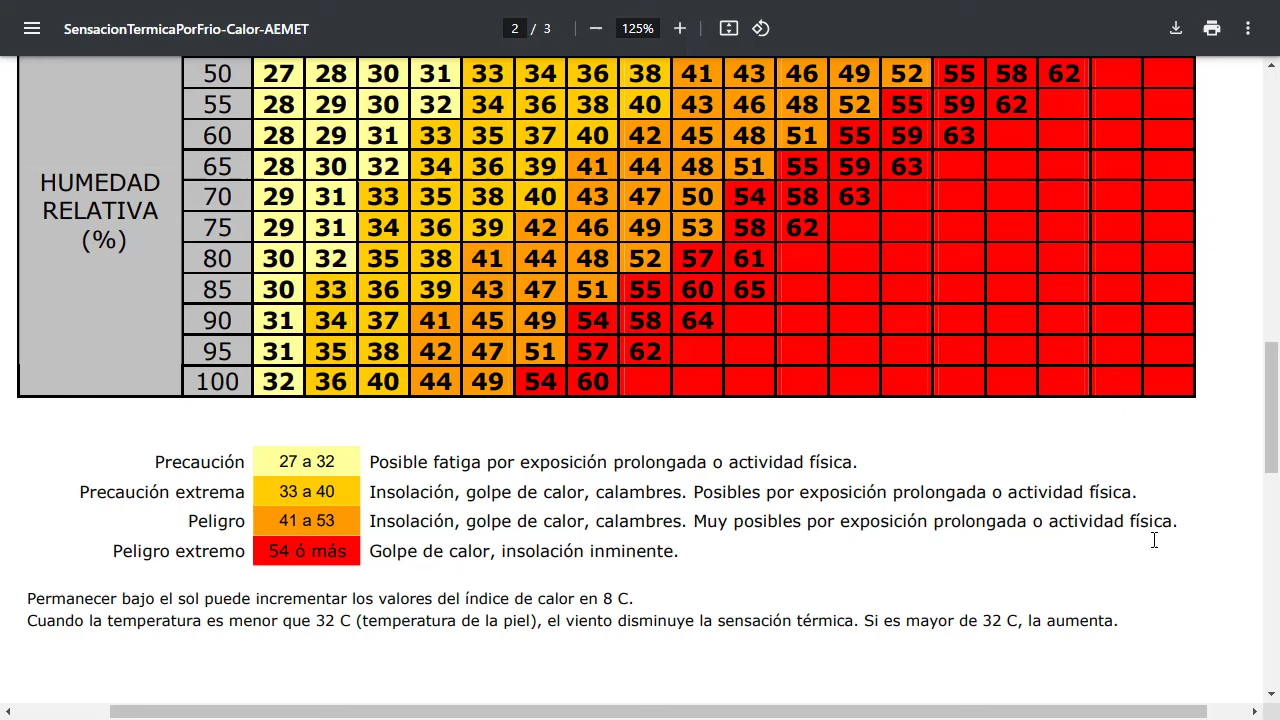 SensacionTermicaPorFrio-Calor-AEMET
2 / 3
125%
50 27 28 30 31 33 34 36 38 41 43 46 49 52 55 58 62
55 28 29 30 32 34 36 38 40 43 46 48 52 55 59 62
60 28 29 31 33 35 37 40 42 45 48 51 55 59 63
65 28 30 32 34 36 39 41 44 48 51 55 59 63
HUMEDAD
RELATIVA
(%)
70 29 31 33 35 38 40 43 47 50 54 58 63
75 29 31 34 36 39 42 46 49 53 58 62
80 30 32 35 38 41 44 48 52 57 61
85 30 33 36 39 43 47 51 55 60 65
90 31 34 37 41 45 49 54 58 64
95 31 35 38 42 47 51 57 62
100 32 36 40 44 49 54 60
Precaución 27 a 32 Posible fatiga por exposición prolongada o actividad física.
Precaución extrema 33 a 40 Insolación, golpe de calor, calambres. Posibles por exposición prolongada o actividad física.
Peligro 41 a 53 Insolación, golpe de calor, calambres. Muy posibles por exposición prolongada o actividad física.
Peligro extremo 54 ó más Golpe de calor, insolación inminente.
Permanecer bajo el sol puede incrementar los valores del índice de calor en 8 C.
Cuando la temperatura es menor que 32 C (temperatura de la piel), el viento disminuye la sensación térmica. Si es mayor de 32 C, la aumenta.